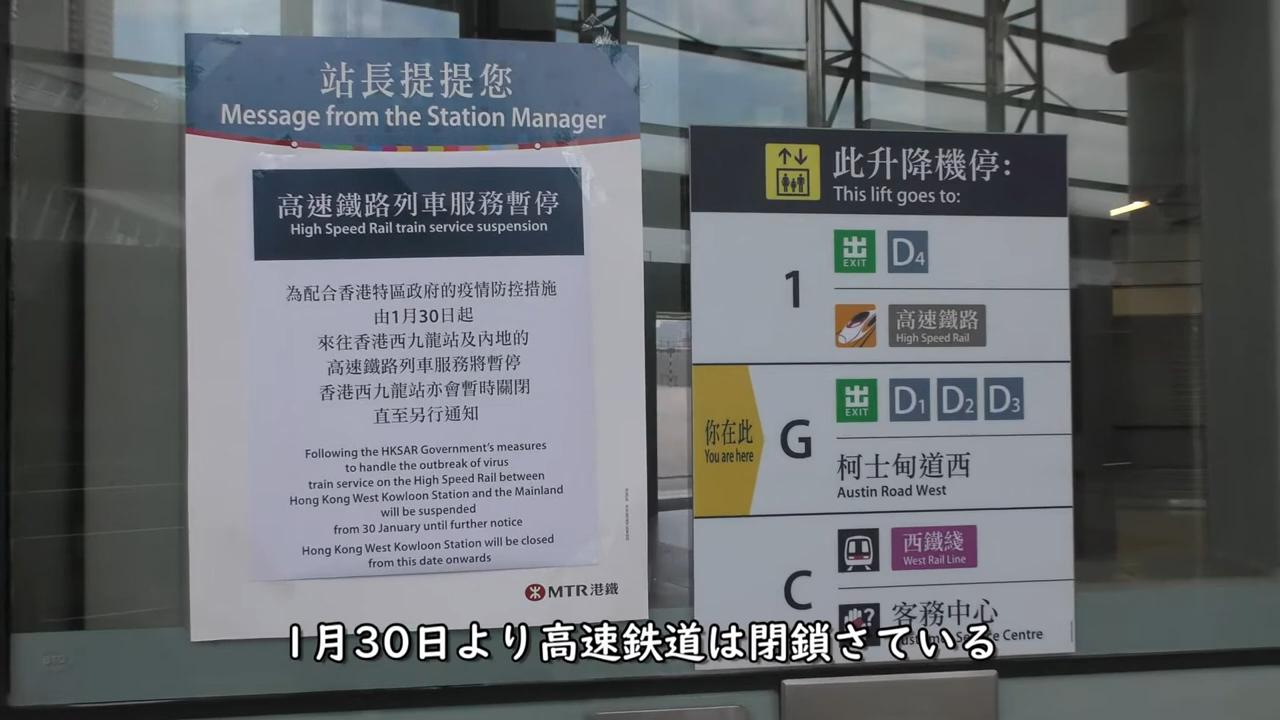 站長提提您
Message from the Station Manager
高速鐵路列車服務暫停
High Speed Rail train service suspension
為配合香港特區政府的疫情防控措施
由1月30日起
來往香港西九龍站及內地的
高速鐵路列車服務將暫停
香港西九龍站亦會暫時關閉
直至另行通知
Following the HKSAR Government's measures
to handle the outbreak of virus
train service on the High Speed Rail between
Hong Kong West Kowloon Station and the Mainland
will be suspended
from 30 January until further notice
Hong Kong West Kowloon Station will be closed
from this date onwards
MTR 港鐵
此升降機停:
This lift goes to:
1
出 EXIT D4
高速鐵路
High Speed Rail
你在此
You are here
G
出 EXIT D1 D2 D3
柯士甸道西
Austin Road West
C
西鐵綫
West Rail Line
客務中心
Service Centre
1月30日より高速鉄道は閉鎖さている